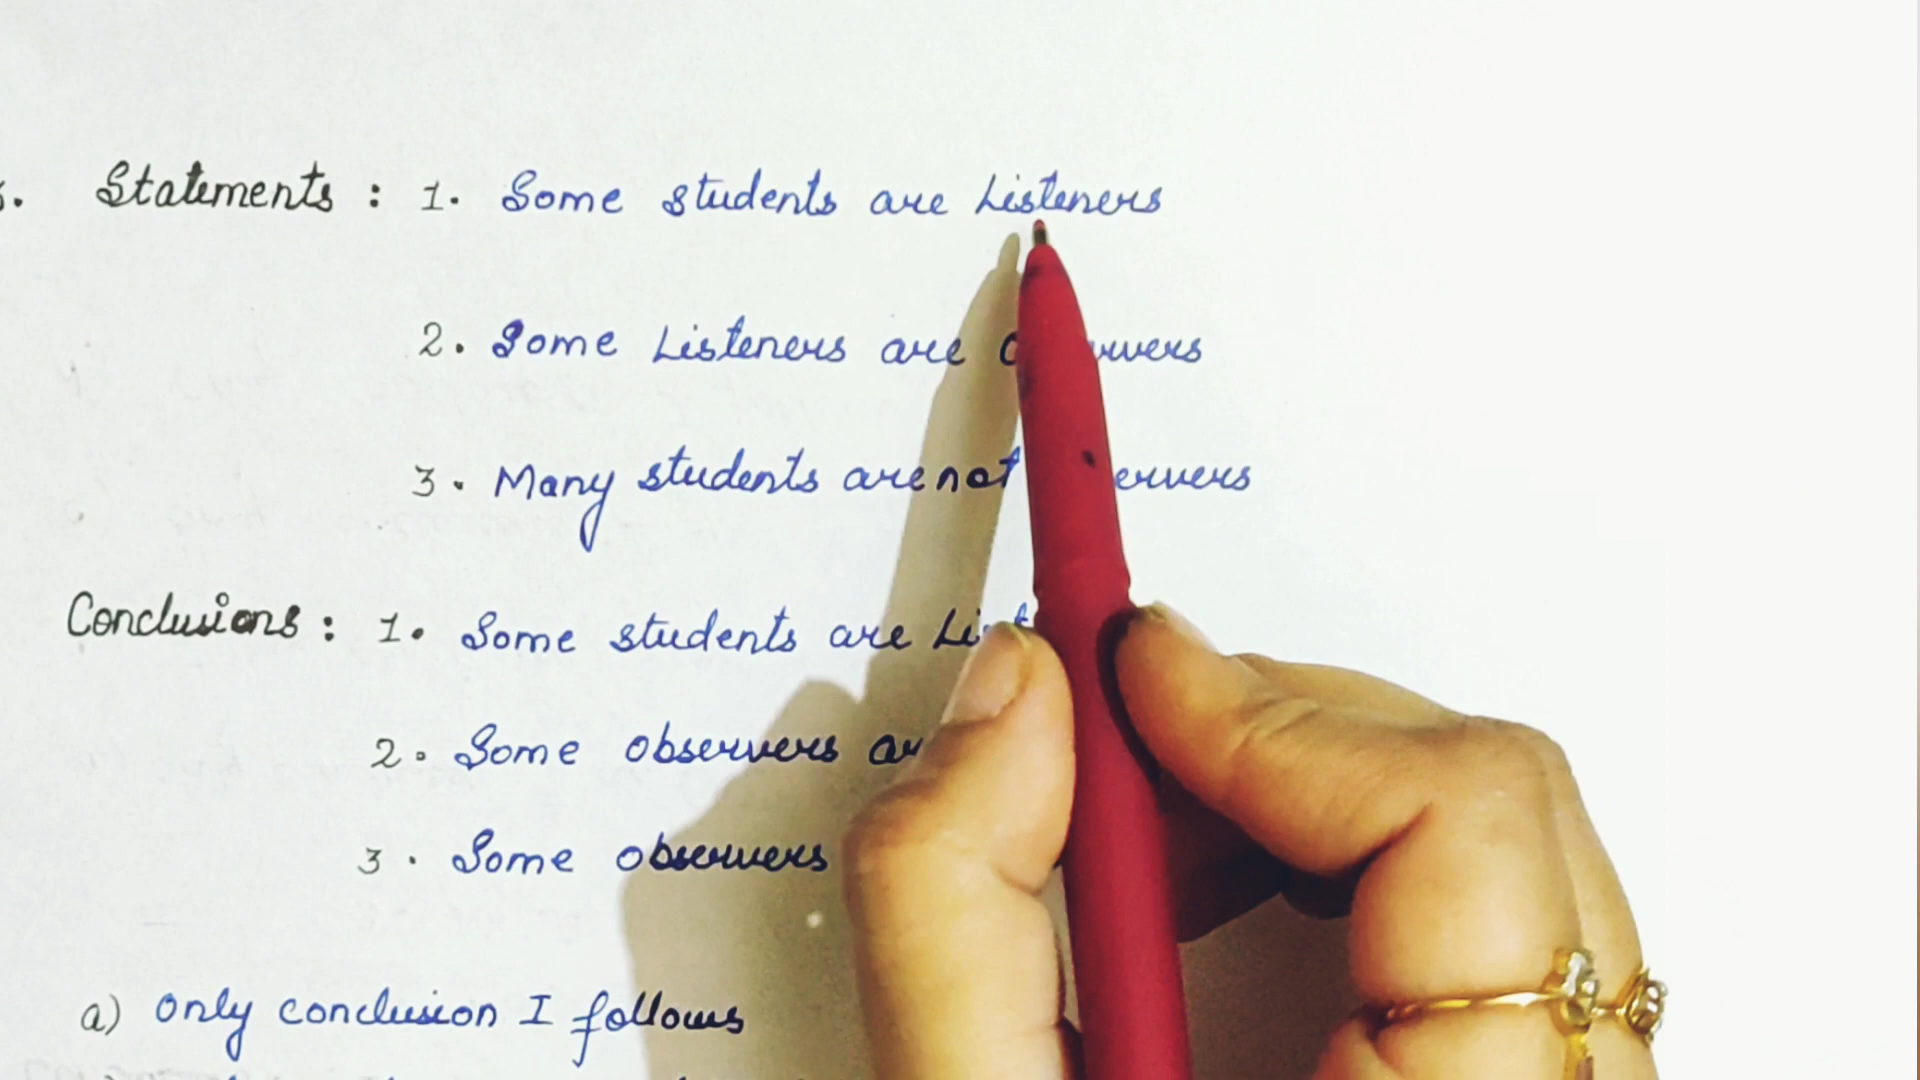 Statements : 1. Some students are Listeners
2. Some Listeners are
3. Many students are not
Conclusions : 1. Some students are
2. Some observers
3. Some observers
a) only conclusion I follows